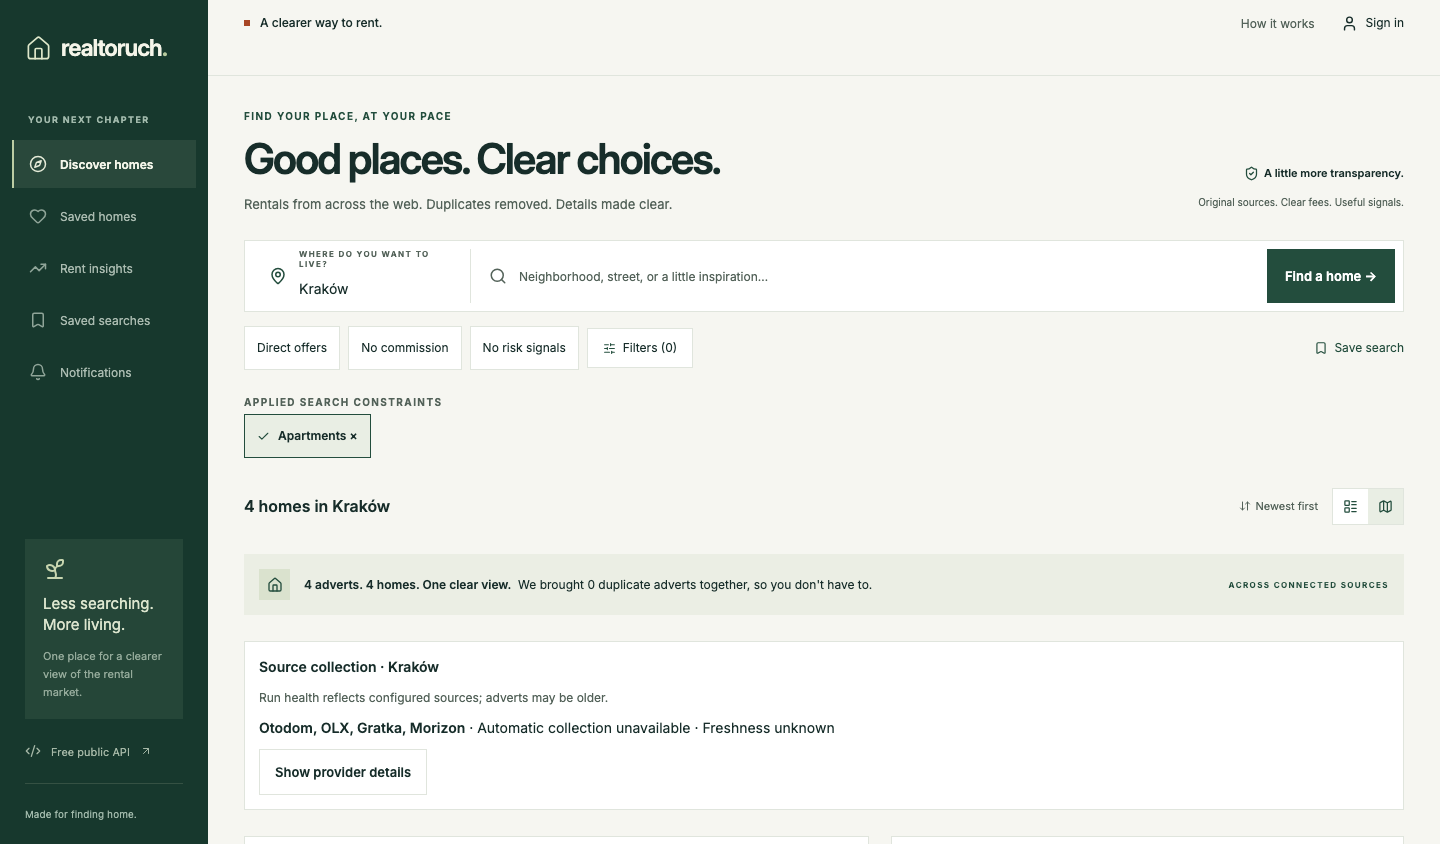 realtoruch.
YOUR NEXT CHAPTER
Discover homes
Saved homes
Rent insights
Saved searches
Notifications
Less searching.
More living.
One place for a clearer
view of the rental
market.
Free public API
Made for finding home.
A clearer way to rent.
How it works
Sign in
FIND YOUR PLACE, AT YOUR PACE
Good places. Clear choices.
Rentals from across the web. Duplicates removed. Details made clear.
A little more transparency.
Original sources. Clear fees. Useful signals.
WHERE DO YOU WANT TO
LIVE?
Kraków
Neighborhood, street, or a little inspiration...
Find a home →
Direct offers
No commission
No risk signals
Filters (0)
Save search
APPLIED SEARCH CONSTRAINTS
Apartments ×
4 homes in Kraków
Newest first
4 adverts. 4 homes. One clear view. We brought 0 duplicate adverts together, so you don't have to.
ACROSS CONNECTED SOURCES
Source collection · Kraków
Run health reflects configured sources; adverts may be older.
Otodom, OLX, Gratka, Morizon · Automatic collection unavailable · Freshness unknown
Show provider details